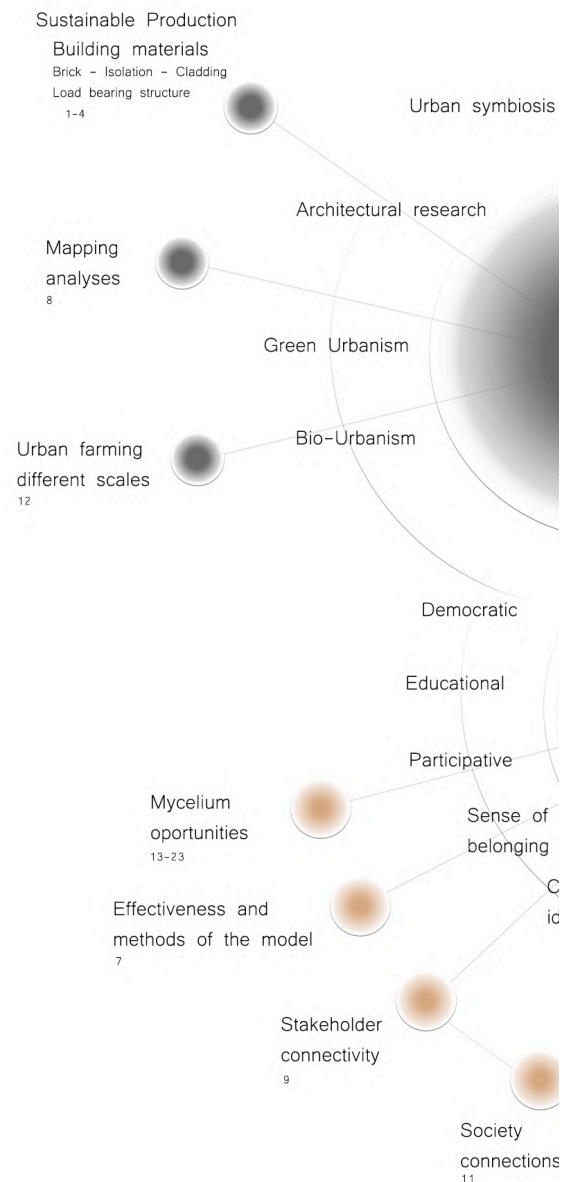 Sustainable Production
Building materials
Brick - Isolation - Cladding
Load bearing structure
1-4
Urban symbiosis
Architectural research
Mapping
analyses
8
Green Urbanism
Bio-Urbanism
Urban farming
different scales
12
Democratic
Educational
Participative
Mycelium
oportunities
13-23
Sense of
belonging
Effectiveness and
methods of the model
7
Stakeholder
connectivity
9
Society
connections
11